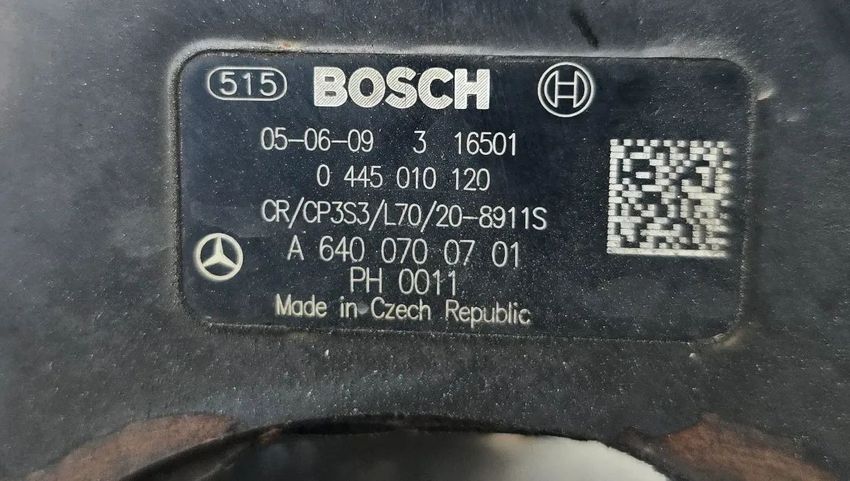 515 BOSCH
05-06-09 3 16501
0 445 010 120
CR/CP3S3/L70/20-8911S
A 640 070 07 01
PH 0011
Made in Czech Republic